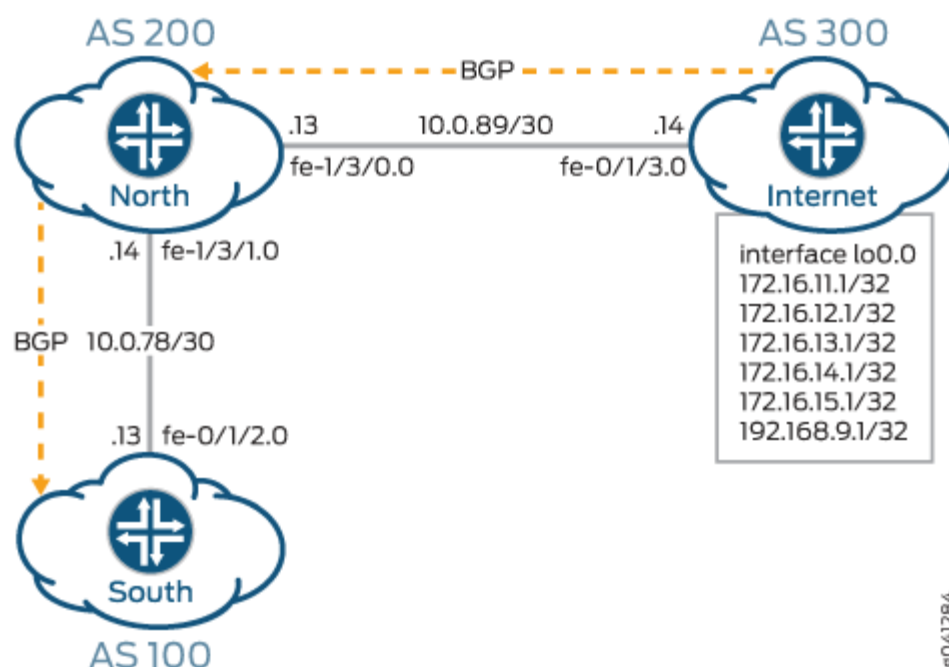 AS 200
AS 300
BGP
.13
10.0.89/30
.14
fe-1/3/0.0
fe-0/1/3.0
North
Internet
.14
fe-1/3/1.0
interface lo0.0
172.16.11.1/32
172.16.12.1/32
172.16.13.1/32
172.16.14.1/32
172.16.15.1/32
192.168.9.1/32
BGP
10.0.78/30
.13
fe-0/1/2.0
South
AS 100
g041284